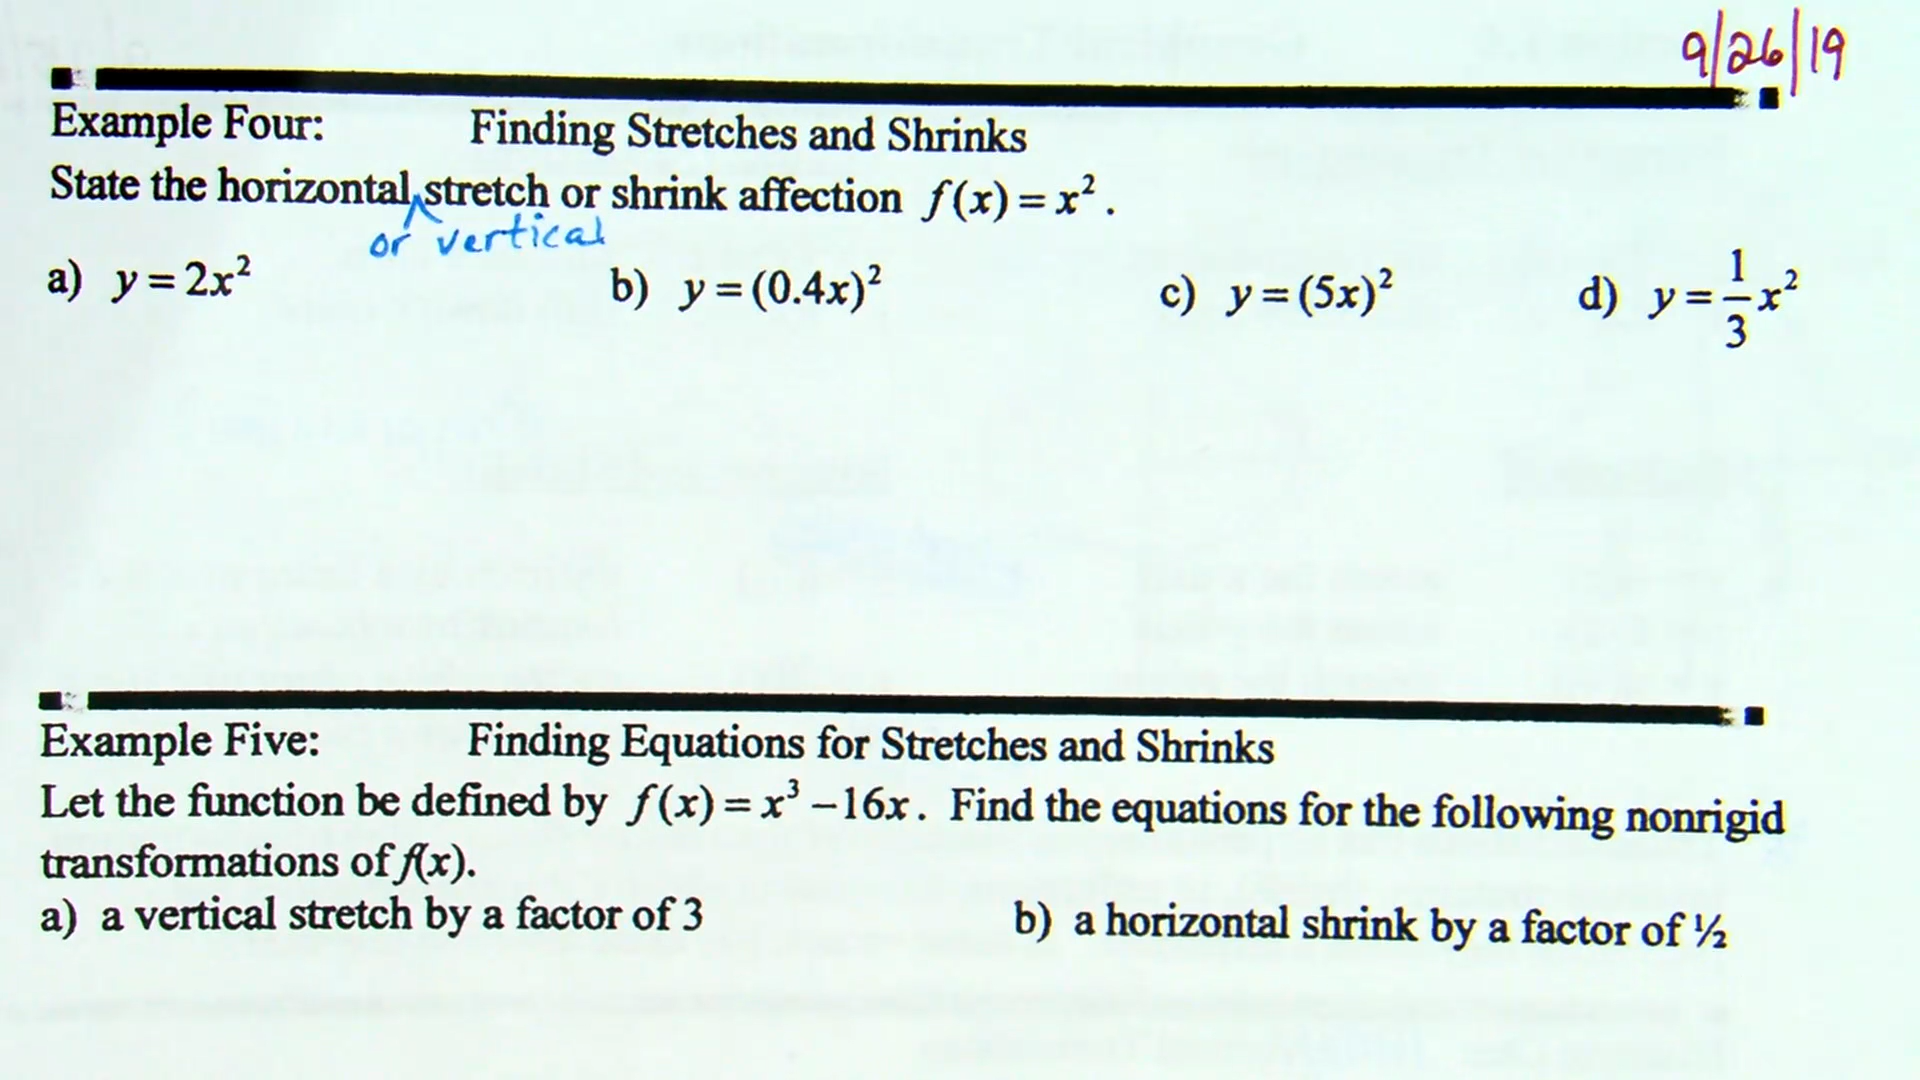 9/26/19
Example Four: Finding Stretches and Shrinks
State the horizontal stretch or shrink affection f(x) = x².
or vertical
a) y = 2x² b) y = (0.4x)² c) y = (5x)² d) y = 1/3 x²
Example Five: Finding Equations for Stretches and Shrinks
Let the function be defined by f(x) = x³ – 16x. Find the equations for the following nonrigid
transformations of f(x).
a) a vertical stretch by a factor of 3 b) a horizontal shrink by a factor of ½